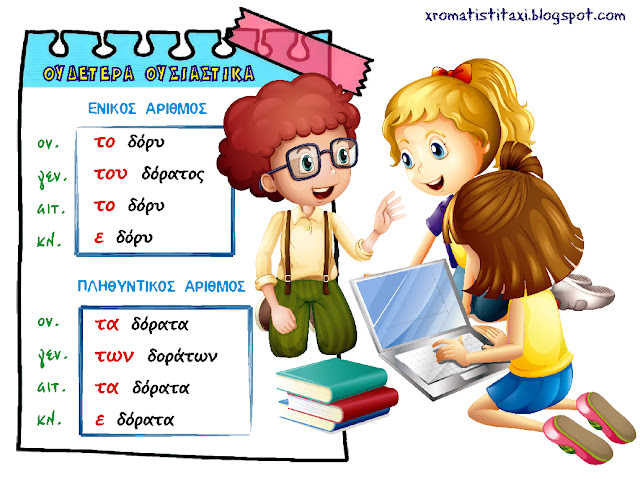 xromatistitaxi.blogspot.com
ΟΥΔΕΤΕΡΑ ΟΥΣΙΑΣΤΙΚΑ
ΕΝΙΚΟΣ ΑΡΙΘΜΟΣ
ον. το δόρυ
γεν. του δόρατος
αιτ. το δόρυ
κλ. ε δόρυ
ΠΛΗΘΥΝΤΙΚΟΣ ΑΡΙΘΜΟΣ
ον. τα δόρατα
γεν. των δοράτων
αιτ. τα δόρατα
κλ. ε δόρατα